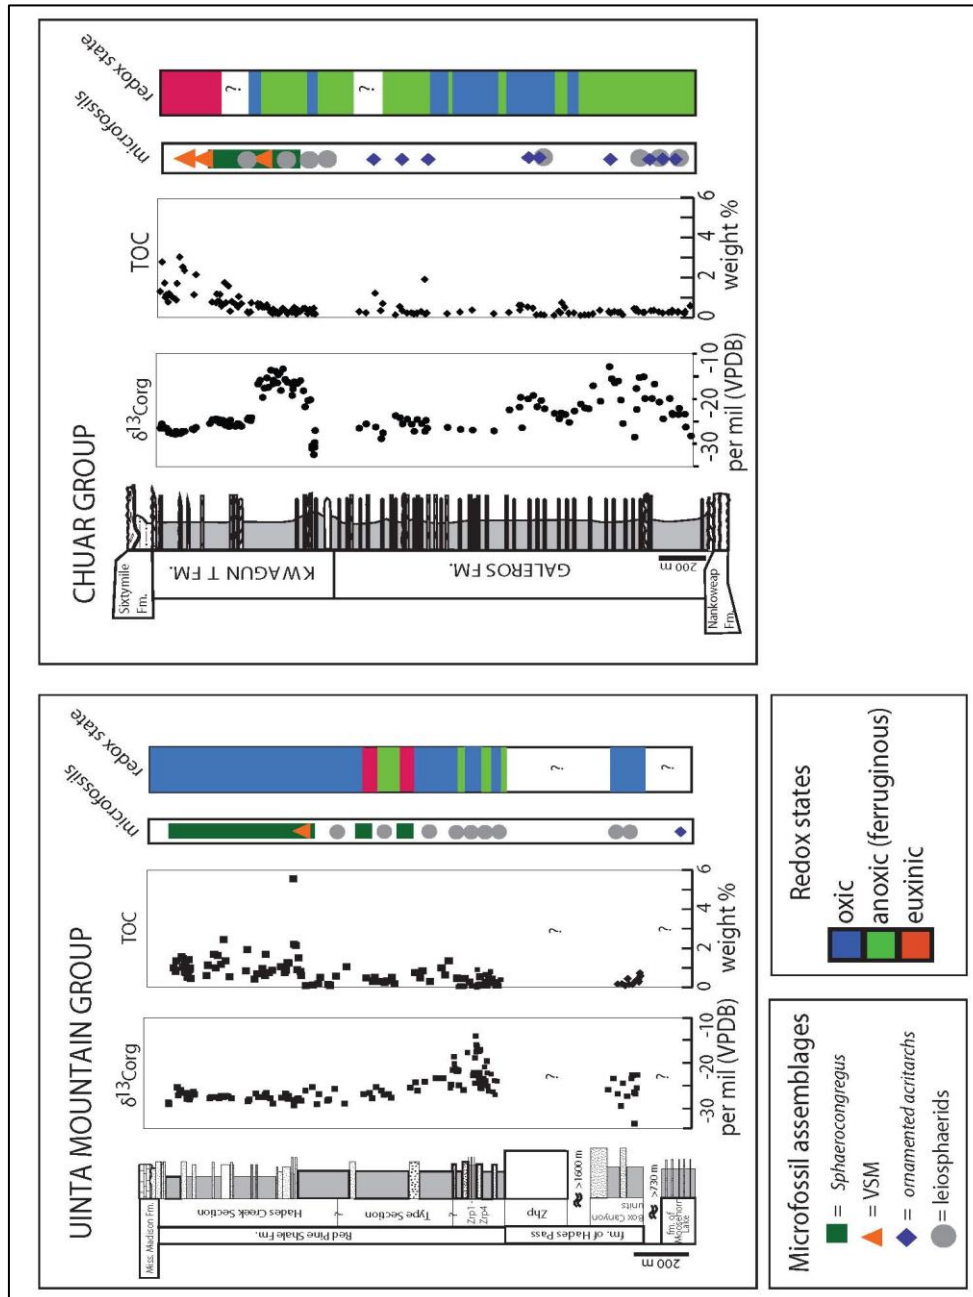 CHUAR GROUP
δ13Corg
TOC
microfossils
redox state
Sixtymile
Fm.
KWAGUN T FM.
GALEROS FM.
200 m
Nankoweap
Fm.
-30
-20
-10
per mil (VPDB)
0
2
4
6
weight %
?
?
UINTA MOUNTAIN GROUP
δ13Corg
TOC
microfossils
redox state
Miss. Madison Fm.
Red Pine Shale Fm.
Hades Creek Section
?
Type Section
?
Zrp1 -
Zrp4
fm. of Hades Pass
Zhp
>1600 m
Box Canyon
units
>730 m
fm. of
Moosehorn
Lake
200 m
?
?
-30
-20
-10
per mil (VPDB)
?
?
0
2
4
6
weight %
?
?
Microfossil assemblages
= Sphaerocongregus
= VSM
= ornamented acritarchs
= leiosphaerids
Redox states
oxic
anoxic (ferruginous)
euxinic